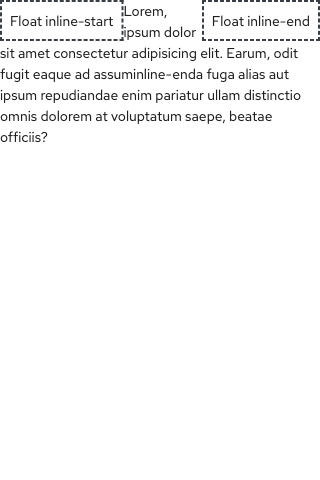 Float inline-start
Lorem,
ipsum dolor
Float inline-end
sit amet consectetur adipisicing elit. Earum, odit
fugit eaque ad assuminline-enda fuga alias aut
ipsum repudiandae enim pariatur ullam distinctio
omnis dolorem at voluptatum saepe, beatae
officiis?